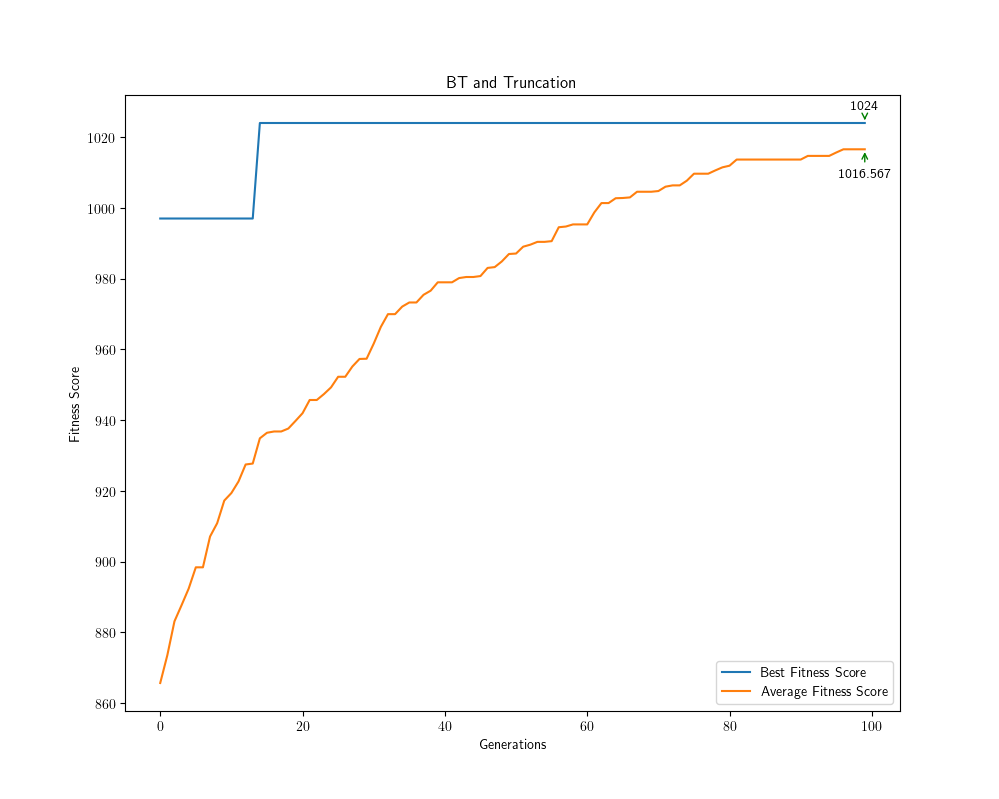 BT and Truncation
1024
1016.567
1020
1000
980
960
940
920
900
880
860
Fitness Score
0 20 40 60 80 100
Generations
Best Fitness Score
Average Fitness Score